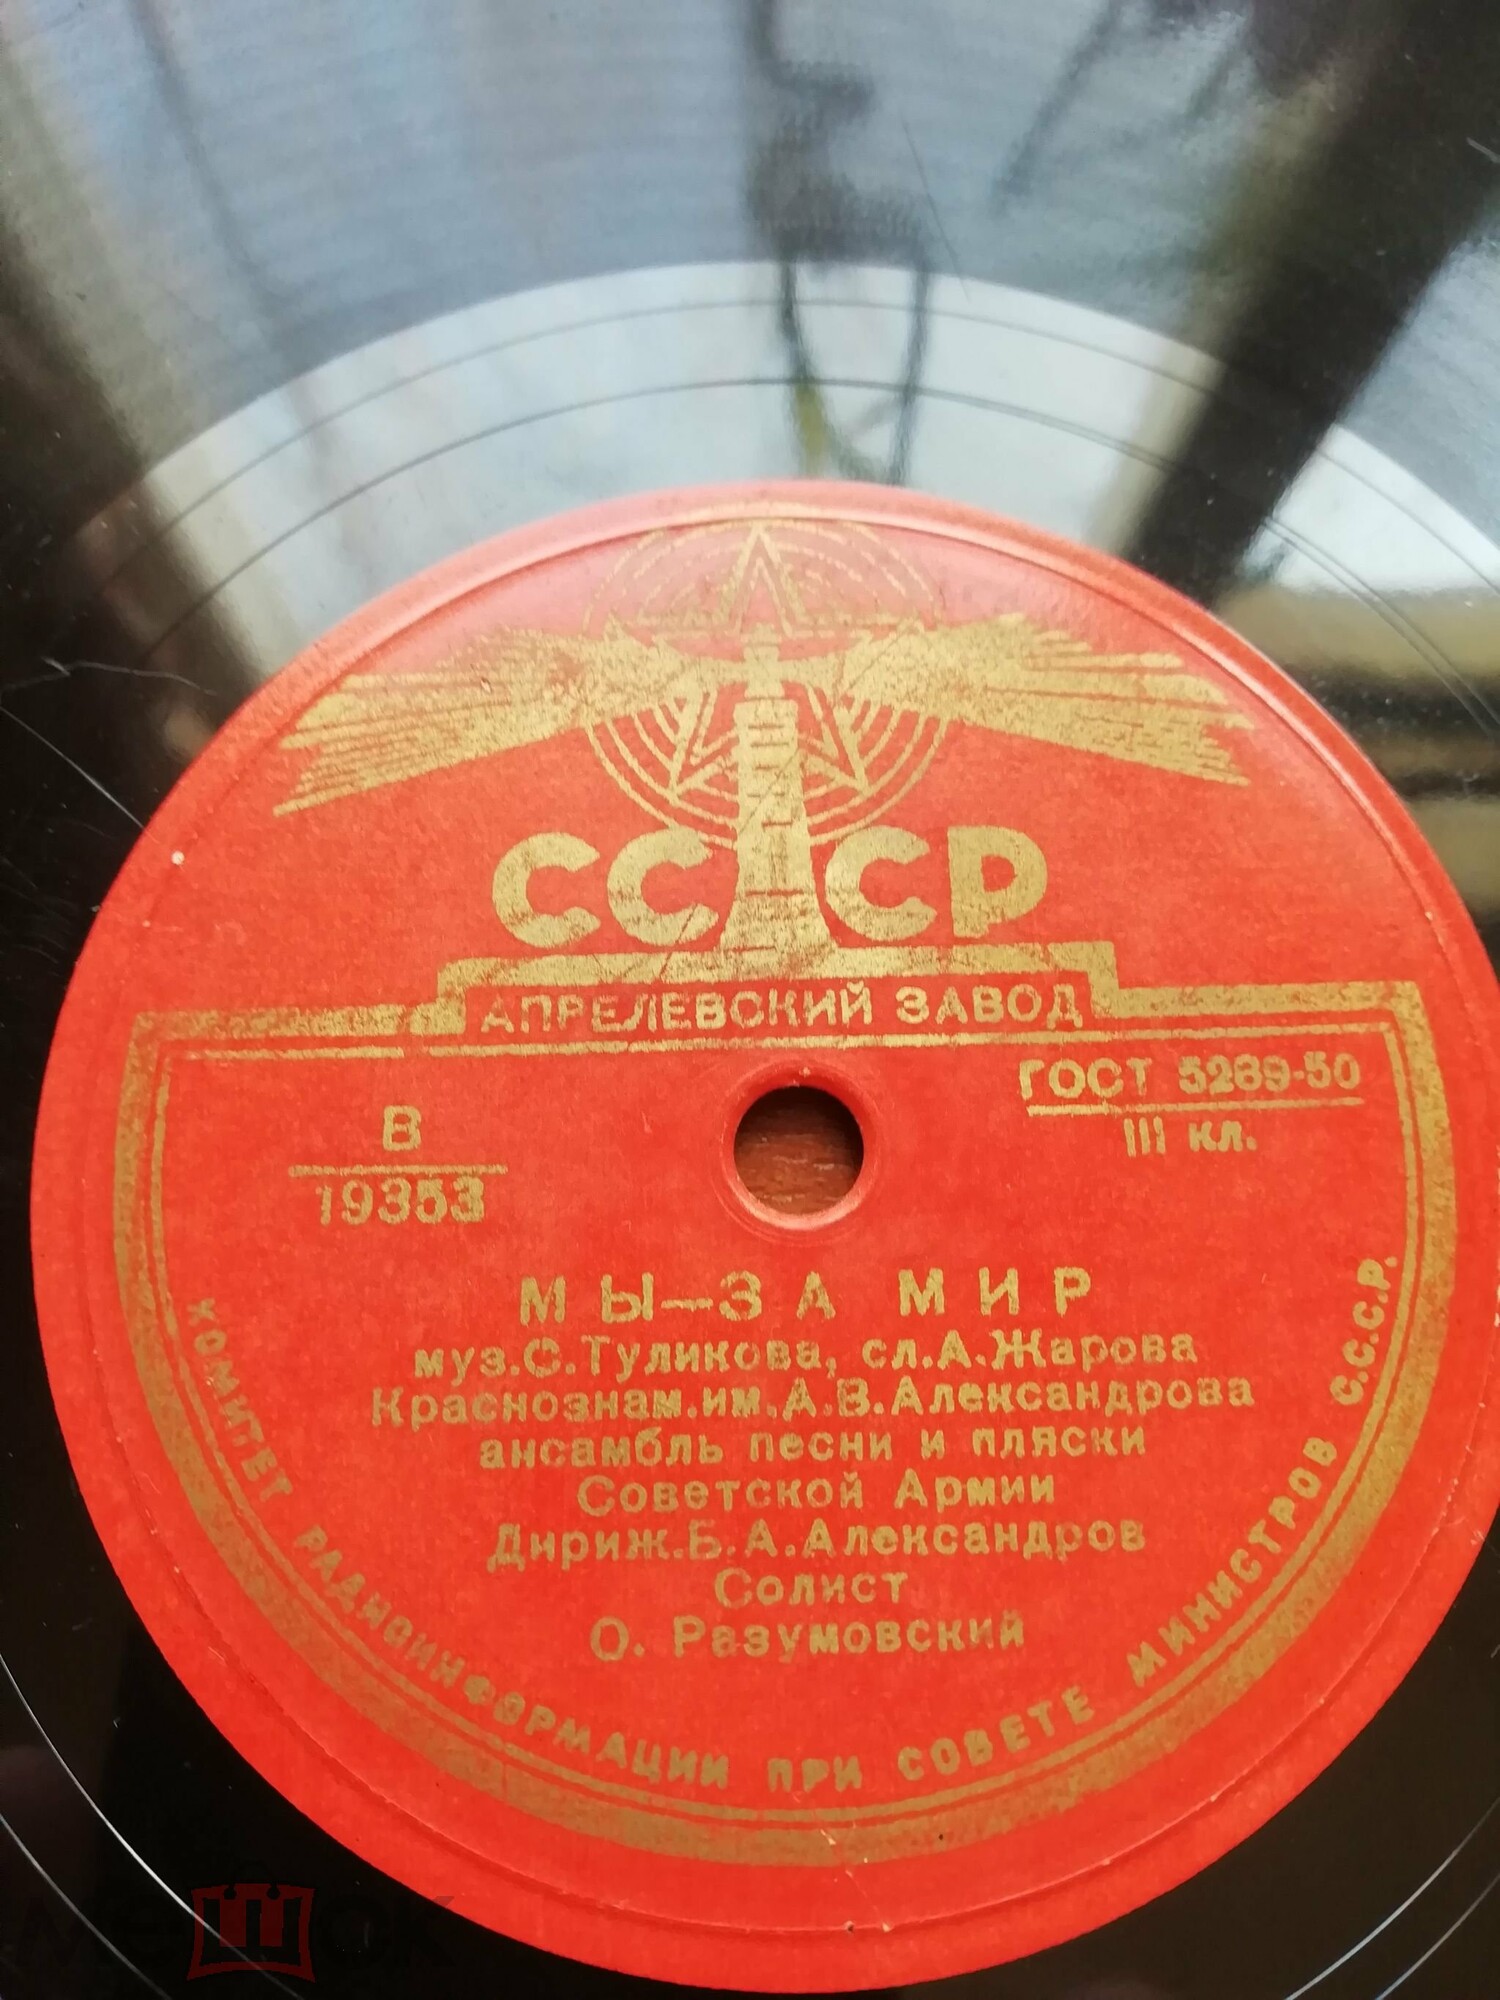 СССР
АПРЕЛЕВСКИЙ ЗАВОД
ГОСТ 5289-50
III кл.
В
19353
МЫ—ЗА МИР
муз.С.Туликова, сл.А.Жарова
Краснознам.им.А.В.Александрова
ансамбль песни и пляски
Советской Армии
Дириж.Б.А.Александров
Солист
О. Разумовский
КОМИТЕТ РАДИОИНФОРМАЦИИ ПРИ СОВЕТЕ МИНИСТРОВ С.С.С.Р.
мешок